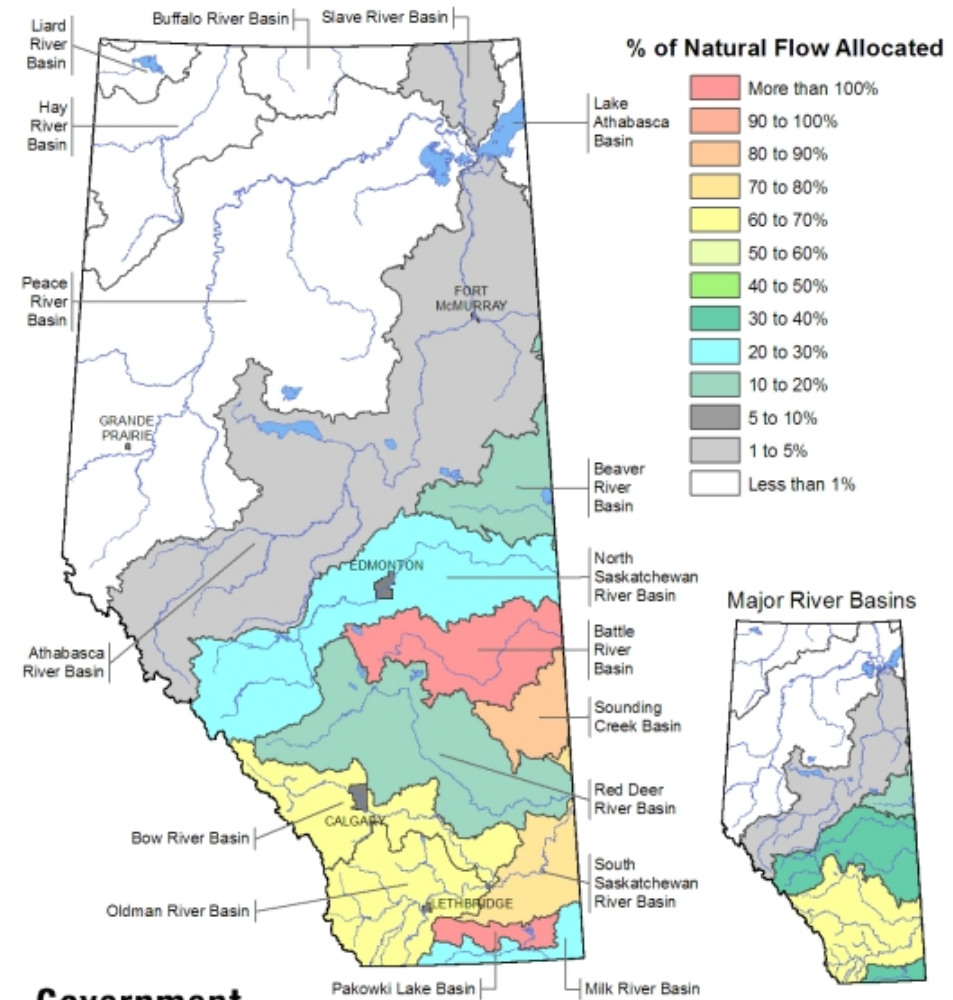 Liard
River
Basin
Buffalo River Basin
Slave River Basin
% of Natural Flow Allocated
More than 100%
90 to 100%
80 to 90%
70 to 80%
60 to 70%
50 to 60%
40 to 50%
30 to 40%
20 to 30%
10 to 20%
5 to 10%
1 to 5%
Less than 1%
Hay
River
Basin
Lake
Athabasca
Basin
Peace
River
Basin
FORT
McMURRAY
GRANDE
PRAIRIE
Beaver
River
Basin
EDMONTON
North
Saskatchewan
River Basin
Battle
River
Basin
Athabasca
River Basin
Sounding
Creek Basin
Red Deer
River Basin
CALGARY
Bow River Basin
South
Saskatchewan
River Basin
LETHBRIDGE
Oldman River Basin
Pakowki Lake Basin
Milk River Basin
Major River Basins
Government